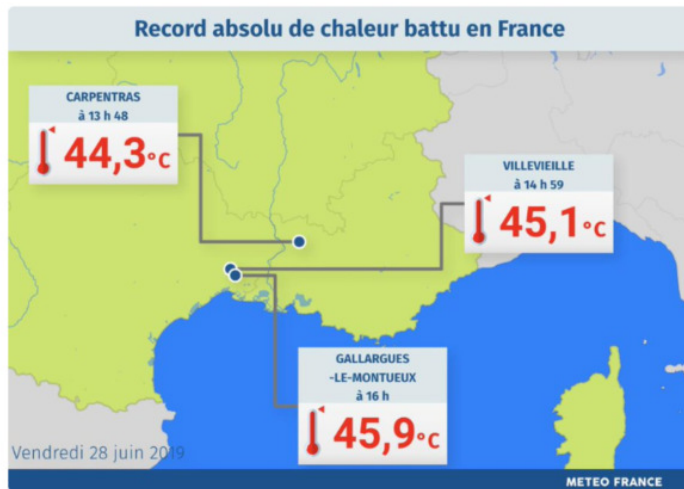 Record absolu de chaleur battu en France
CARPENTRAS
à 13 h 48
44,3°C
VILLEVIEILLE
à 14 h 59
45,1°C
GALLARGUES
-LE-MONTUEUX
à 16 h
45,9°C
Vendredi 28 juin 2019
METEO FRANCE